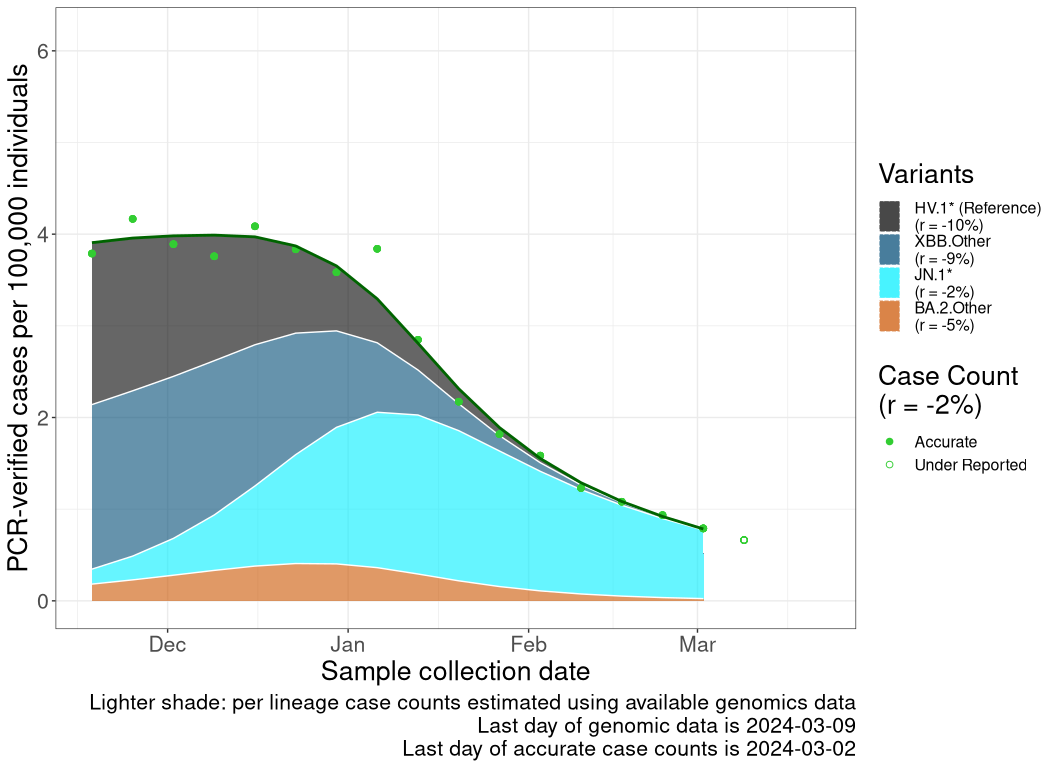 PCR-verified cases per 100,000 individuals
6
4
2
0
Dec
Jan
Feb
Mar
Sample collection date
Lighter shade: per lineage case counts estimated using available genomics data
Last day of genomic data is 2024-03-09
Last day of accurate case counts is 2024-03-02
Variants
HV.1* (Reference)
(r = -10%)
XBB.Other
(r = -9%)
JN.1*
(r = -2%)
BA.2.Other
(r = -5%)
Case Count
(r = -2%)
Accurate
Under Reported